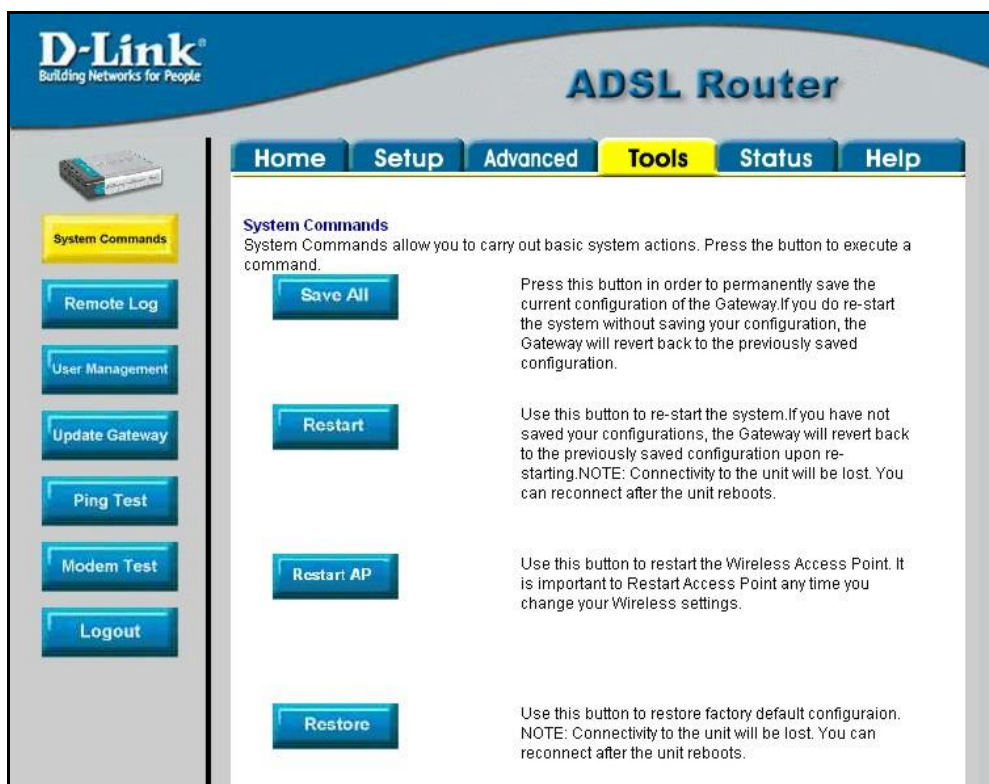 D-Link®
Building Networks for People
ADSL Router
Home Setup Advanced Tools Status Help
System Commands
Remote Log
User Management
Update Gateway
Ping Test
Modem Test
Logout
System Commands
System Commands allow you to carry out basic system actions. Press the button to execute a
command.
Save All
Press this button in order to permanently save the
current configuration of the Gateway.If you do re-start
the system without saving your configuration, the
Gateway will revert back to the previously saved
configuration.
Restart
Use this button to re-start the system.If you have not
saved your configurations, the Gateway will revert back
to the previously saved configuration upon re-
starting.NOTE: Connectivity to the unit will be lost. You
can reconnect after the unit reboots.
Restart AP
Use this button to restart the Wireless Access Point. It
is important to Restart Access Point any time you
change your Wireless settings.
Restore
Use this button to restore factory default configuraion.
NOTE: Connectivity to the unit will be lost. You can
reconnect after the unit reboots.